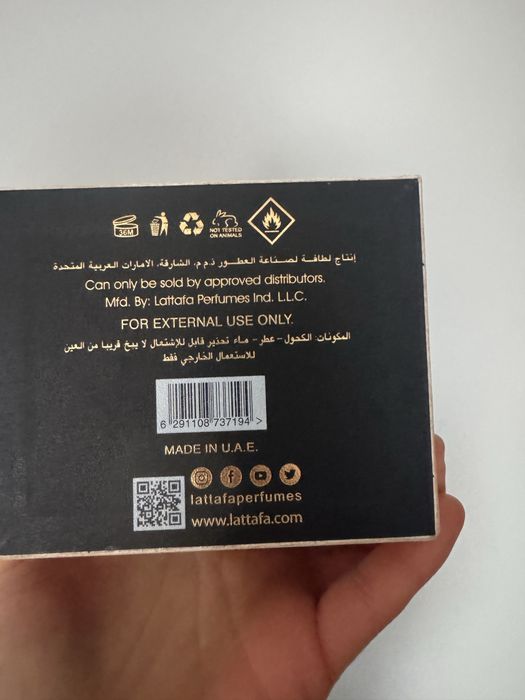 36M
NOT TESTED
ON ANIMALS
إنتاج لطافة لصناعة العطور ذ.م.م. الشارقة. الامارات العربية المتحدة
Can only be sold by approved distributors.
Mfd. By: Lattafa Perfumes Ind. L.L.C.
FOR EXTERNAL USE ONLY.
المكونات: الكحول - عطر - ماء تحذير قابل للإشتعال لا يبخ قريبا من العين
للاستعمال الخارجي فقط
6 291108 737194 >
MADE IN U.A.E.
lattafaperfumes
www.lattafa.com